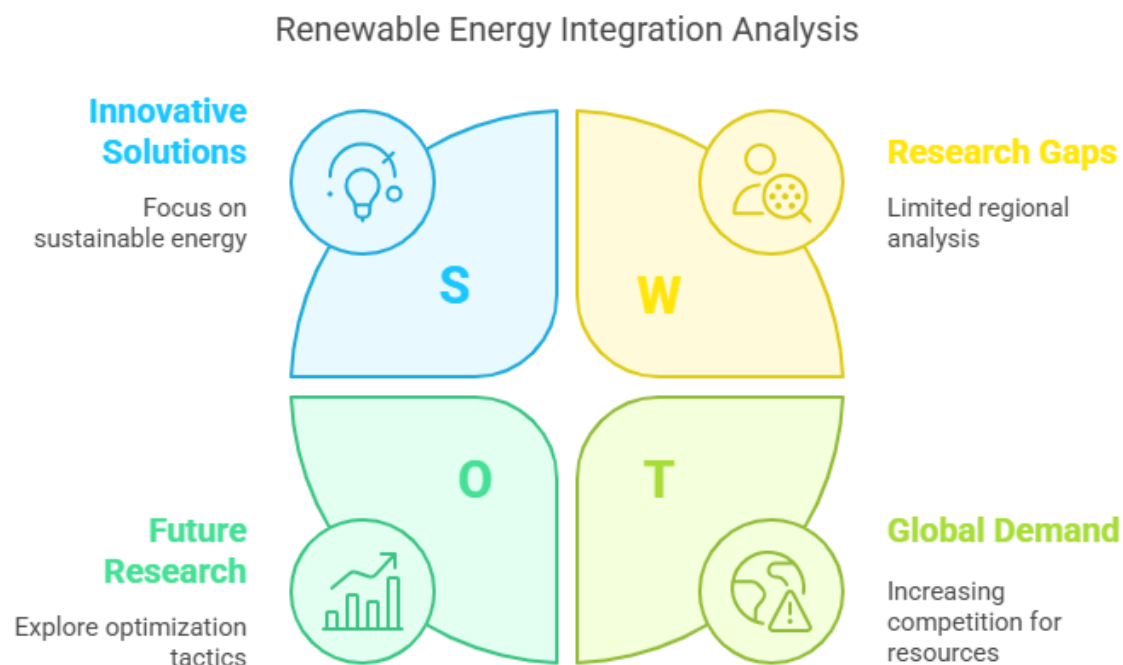 Renewable Energy Integration Analysis
Innovative
Solutions
Focus on
sustainable energy
S
W
Research Gaps
Limited regional
analysis
O
T
Future
Research
Explore optimization
tactics
Global Demand
Increasing
competition for
resources